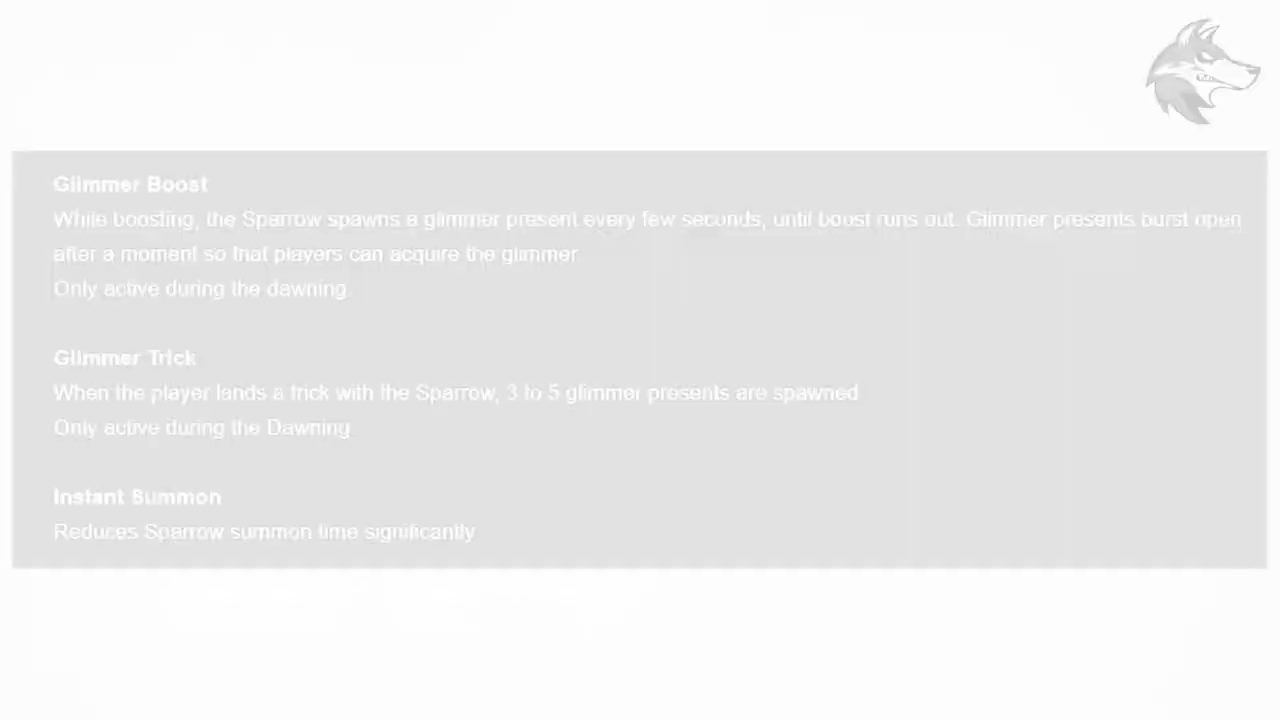 Glimmer Boost
While boosting, the Sparrow spawns a glimmer present every few seconds, until boost runs out. Glimmer presents burst open
after a moment so that players can acquire the glimmer
Only active during the dawning.

Glimmer Trick
When the player lands a trick with the Sparrow, 3 to 5 glimmer presents are spawned
Only active during the Dawning

Instant Summon
Reduces Sparrow summon time significantly